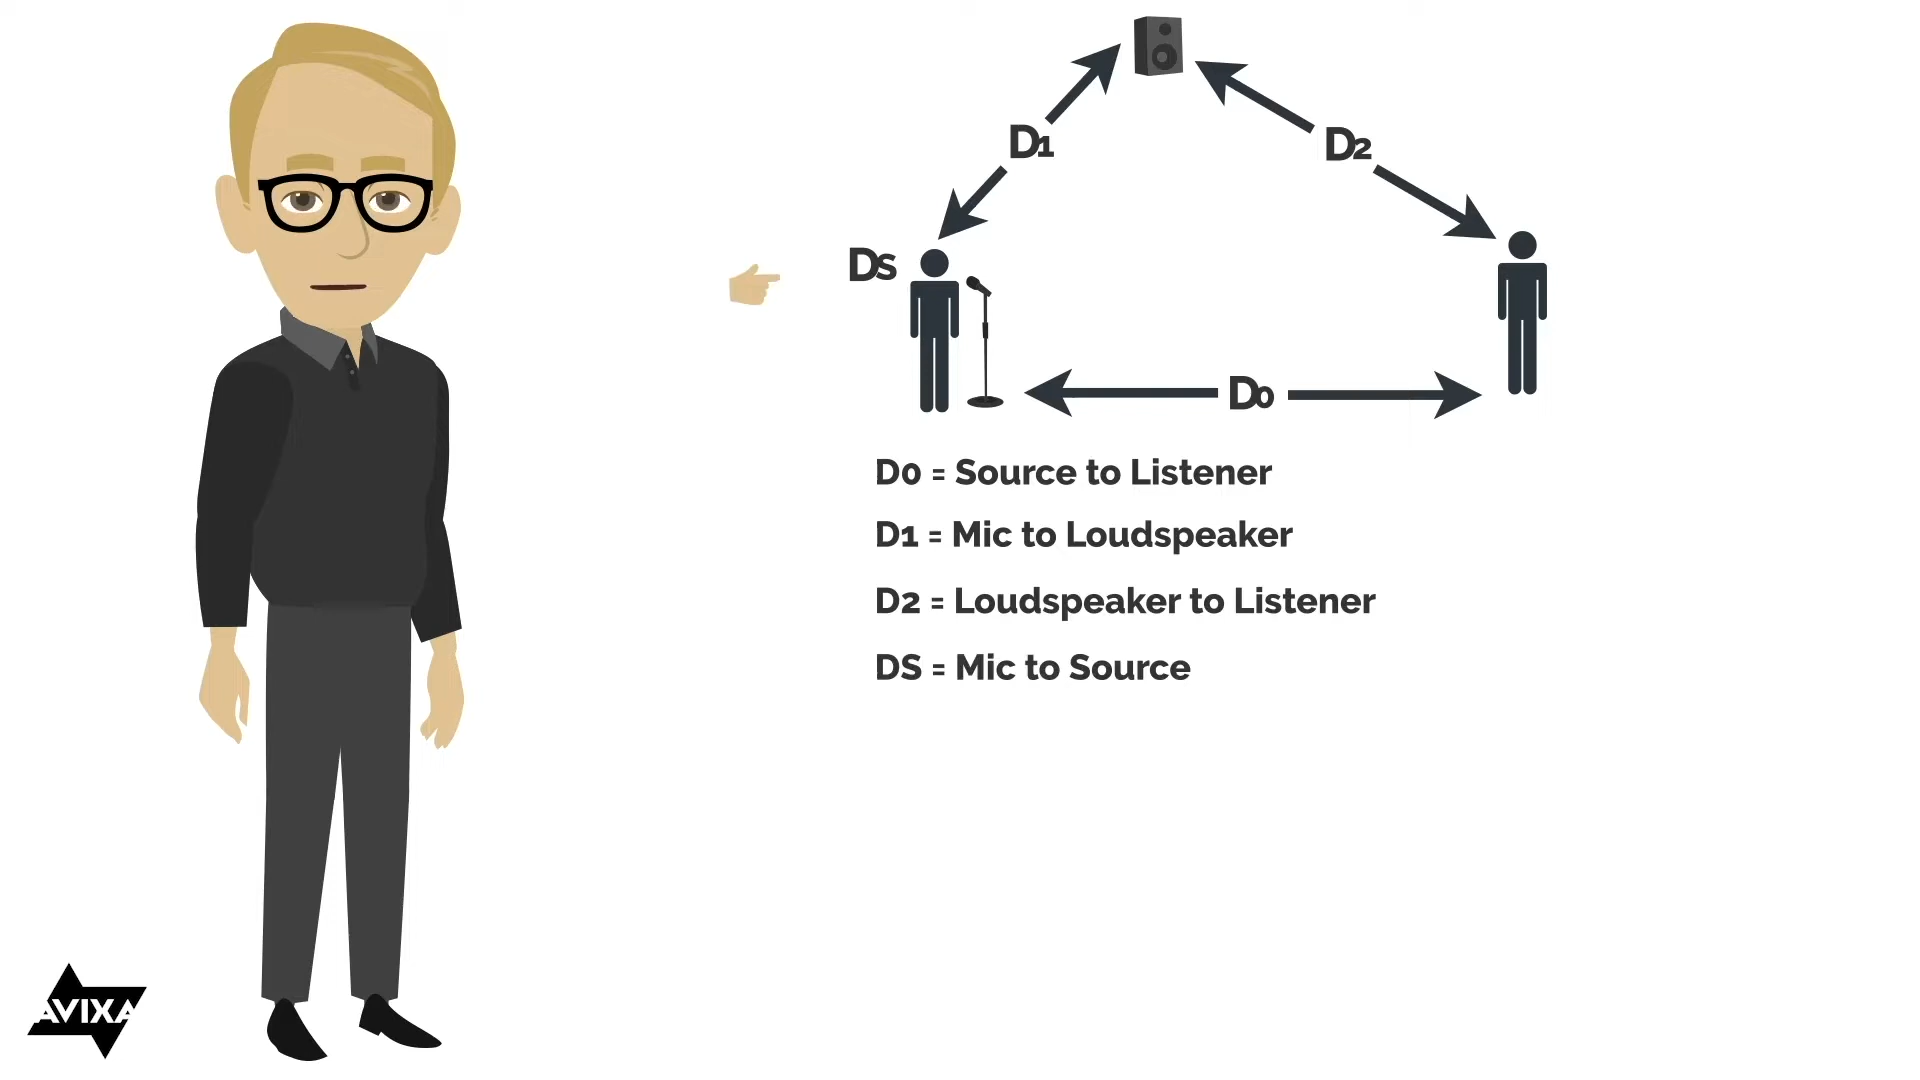 D1
D2
DS
D0
D0 = Source to Listener
D1 = Mic to Loudspeaker
D2 = Loudspeaker to Listener
DS = Mic to Source
AVIXA